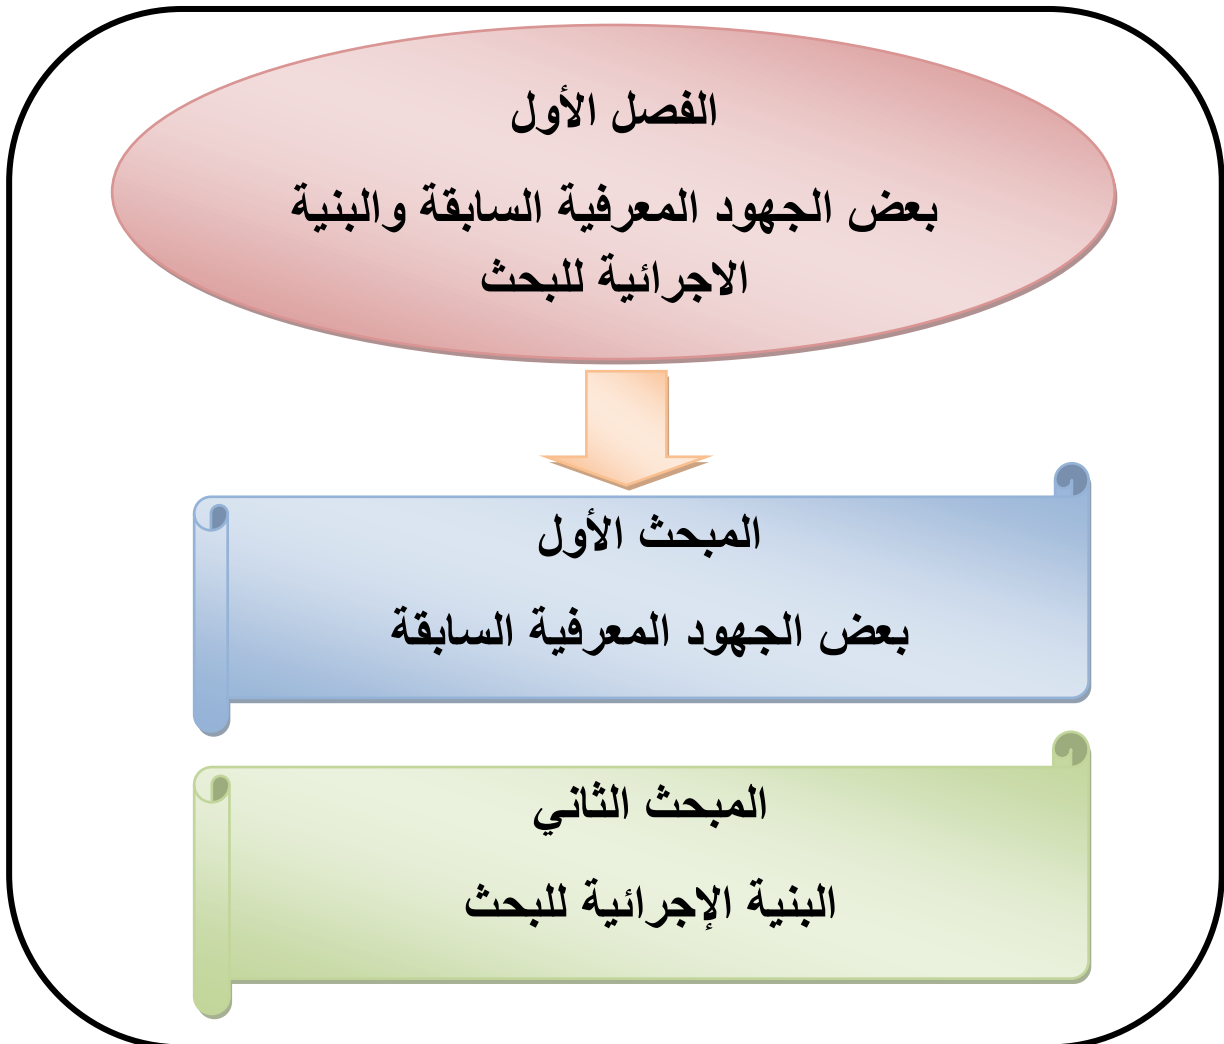 الفصل الأول
بعض الجهود المعرفية السابقة والبنية
الاجرائية للبحث
المبحث الأول
بعض الجهود المعرفية السابقة
المبحث الثاني
البنية الإجرائية للبحث